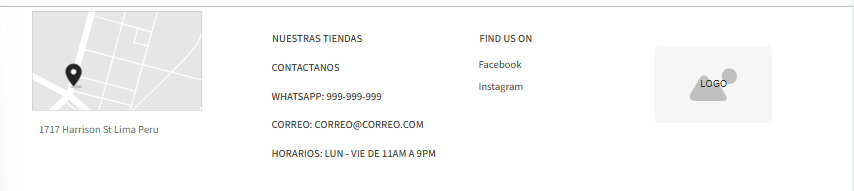 1717 Harrison St Lima Peru
NUESTRAS TIENDAS
CONTACTANOS
WHATSAPP: 999-999-999
CORREO: CORREO@CORREO.COM
HORARIOS: LUN - VIE DE 11AM A 9PM
FIND US ON
Facebook
Instagram
LOGO